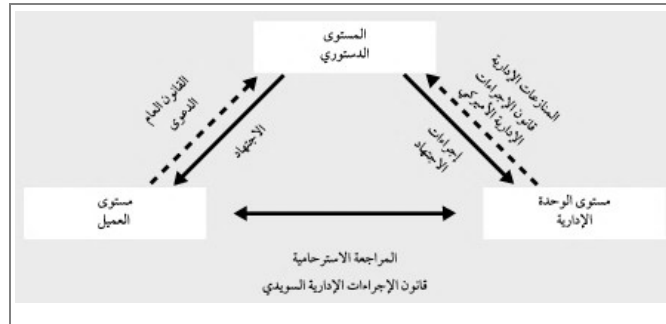 المستوى
الدستوري
المنازعات الإدارية
قانون الإجراءات
الإدارية الأميركي
إجراءات
الاجتهاد
القانون العام
الدعوى
الاجتهاد
مستوى الوحدة
الإدارية
مستوى
العميل
المراجعة الاسترحامية
قانون الإجراءات الإدارية السويدي